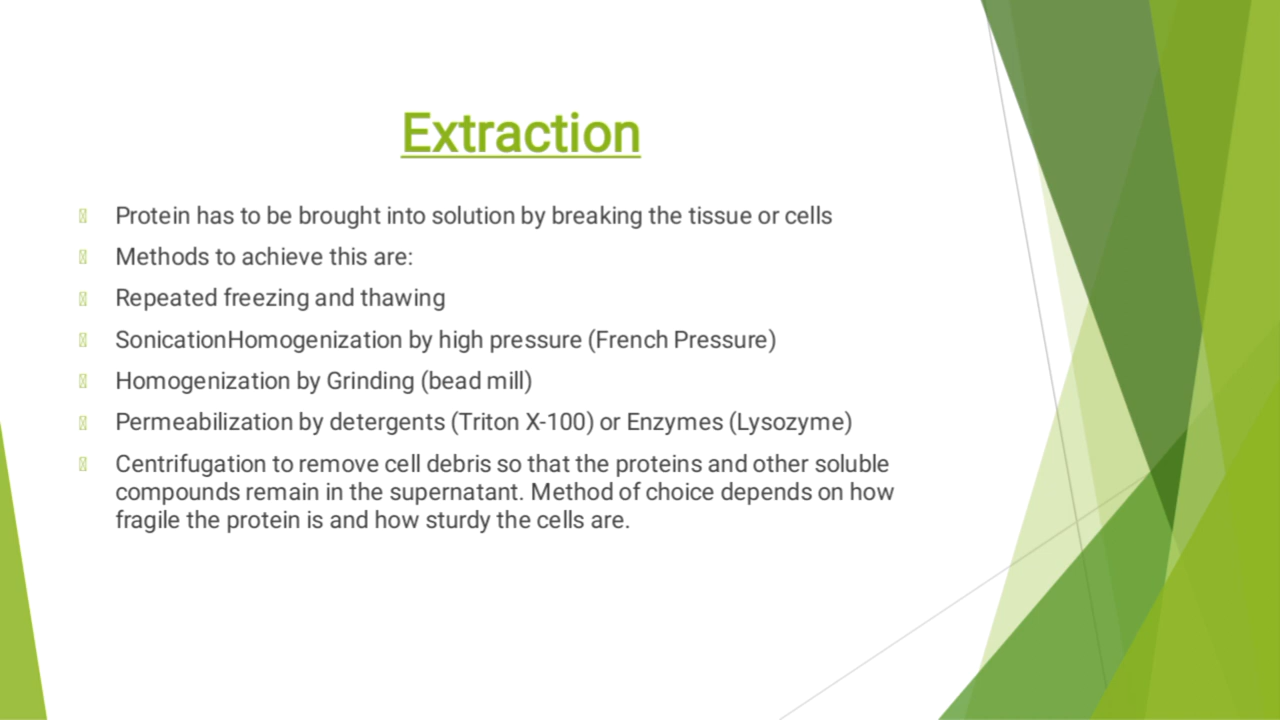 Extraction
Protein has to be brought into solution by breaking the tissue or cells
Methods to achieve this are:
Repeated freezing and thawing
SonicationHomogenization by high pressure (French Pressure)
Homogenization by Grinding (bead mill)
Permeabilization by detergents (Triton X-100) or Enzymes (Lysozyme)
Centrifugation to remove cell debris so that the proteins and other soluble
compounds remain in the supernatant. Method of choice depends on how
fragile the protein is and how sturdy the cells are.